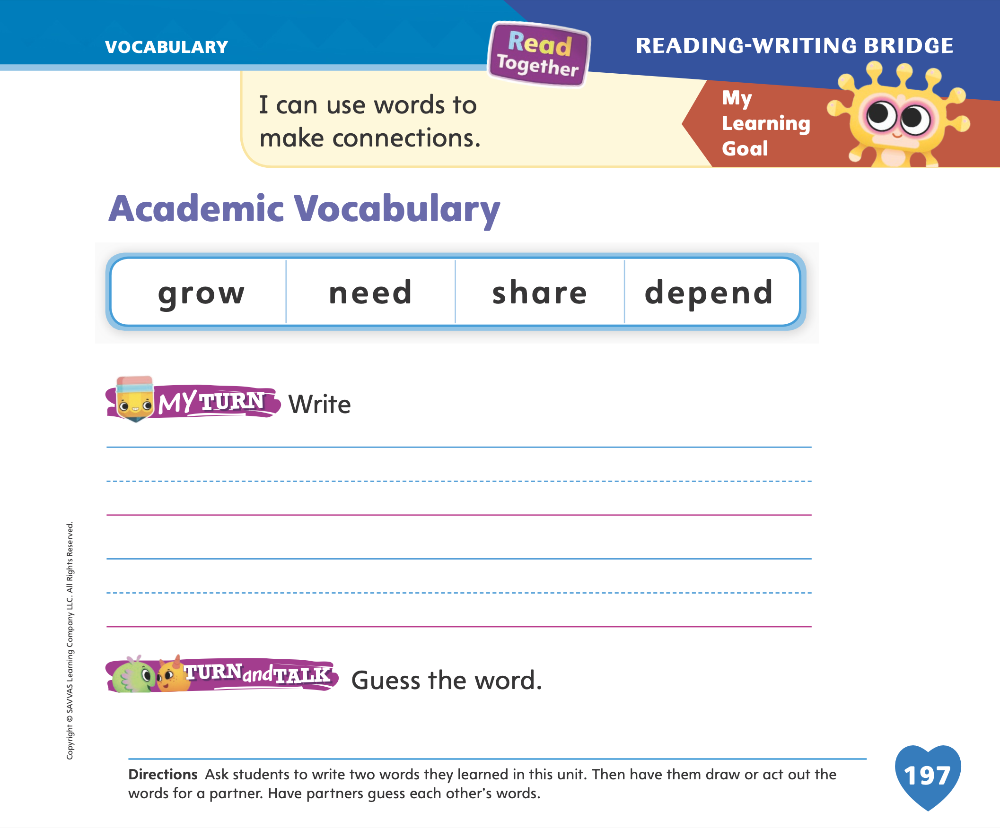 VOCABULARY
Read
Together
READING-WRITING BRIDGE
I can use words to
make connections.
My
Learning
Goal
Academic Vocabulary
grow need share depend
MY TURN Write
TURN and TALK Guess the word.
Directions Ask students to write two words they learned in this unit. Then have them draw or act out the
words for a partner. Have partners guess each other’s words.
197
Copyright © SAVVAS Learning Company LLC. All Rights Reserved.